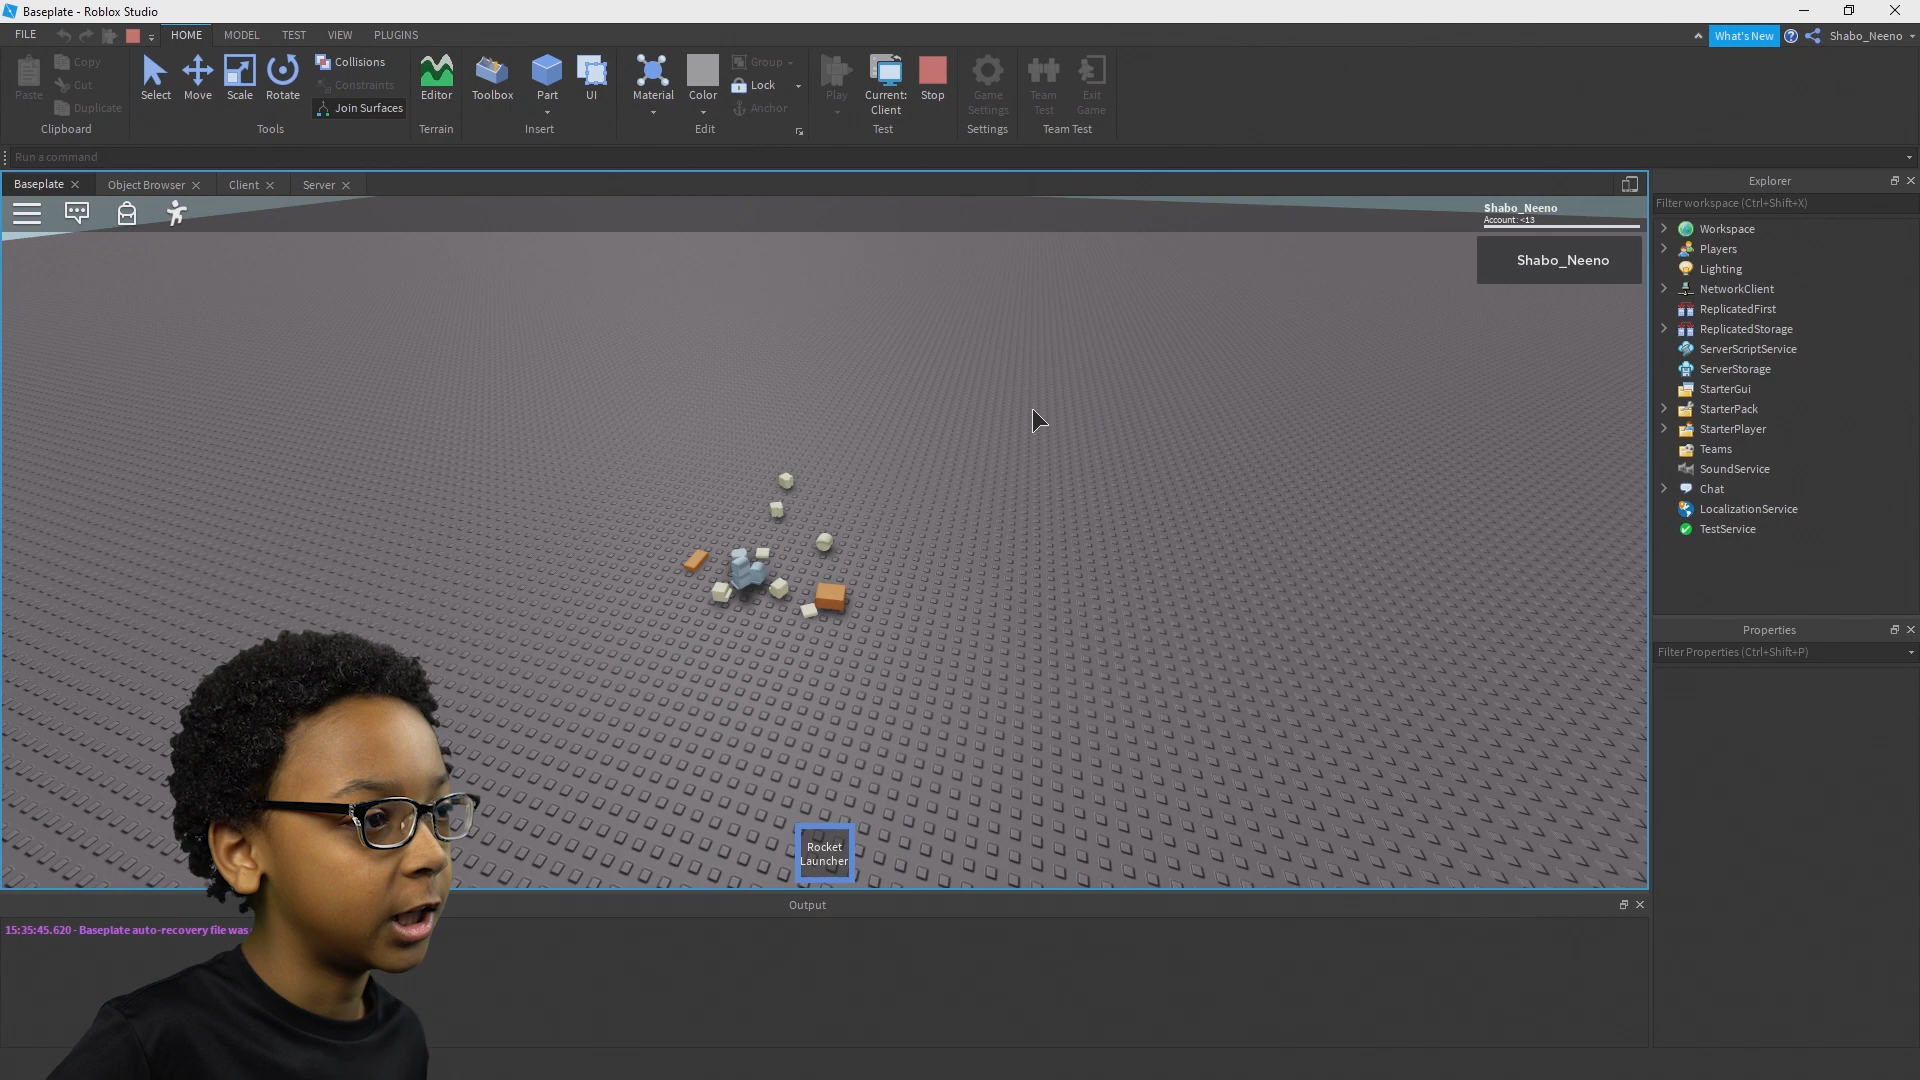 Baseplate - Roblox Studio
FILE
HOME
MODEL
TEST
VIEW
PLUGINS
What's New
Shabo_Neeno
Paste
Copy
Cut
Duplicate
Clipboard
Select
Move
Scale
Rotate
Collisions
Constraints
Join Surfaces
Tools
Editor
Terrain
Toolbox
Part
UI
Insert
Material
Color
Group
Lock
Anchor
Edit
Play
Current:
Client
Stop
Test
Game
Settings
Settings
Team
Test
Exit
Game
Team Test
Run a command
Baseplate
Object Browser
Client
Server
Shabo_Neeno
Account: <13
Shabo_Neeno
Rocket
Launcher
Explorer
Filter workspace (Ctrl+Shift+X)
Workspace
Players
Lighting
NetworkClient
ReplicatedFirst
ReplicatedStorage
ServerScriptService
ServerStorage
StarterGui
StarterPack
StarterPlayer
Teams
SoundService
Chat
LocalizationService
TestService
Properties
Filter Properties (Ctrl+Shift+P)
Output
15:35:45.620 - Baseplate auto-recovery file was